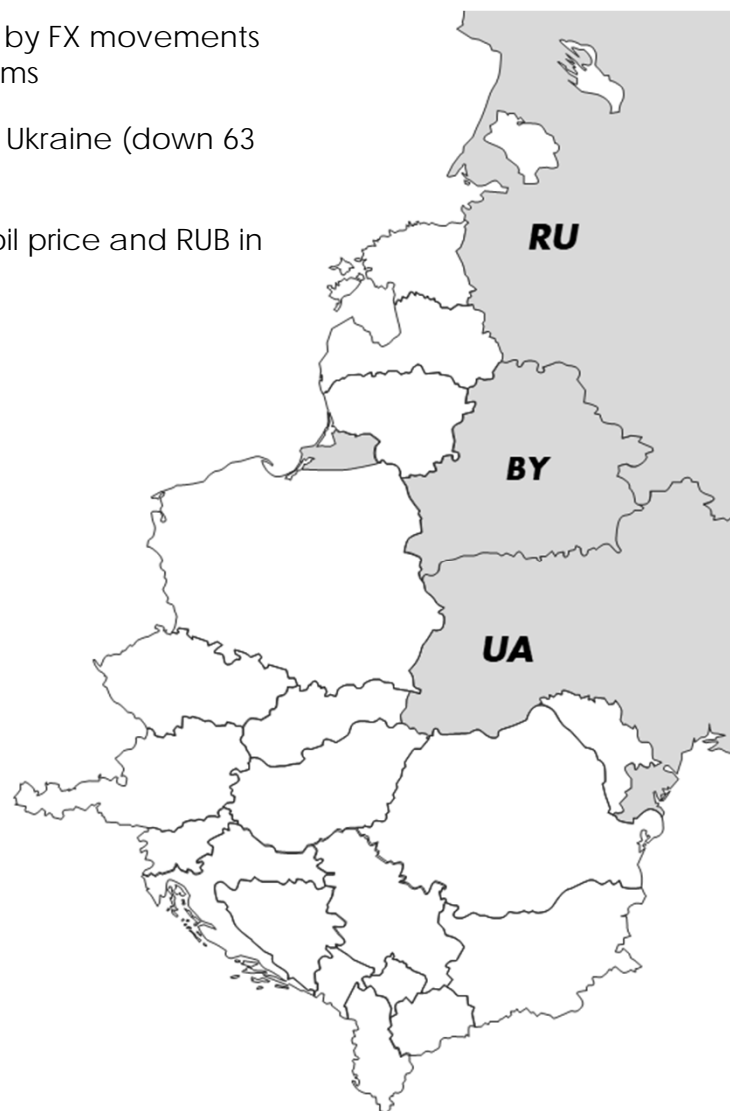 by FX movements
ms
Ukraine (down 63
oil price and RUB in
RU
BY
UA